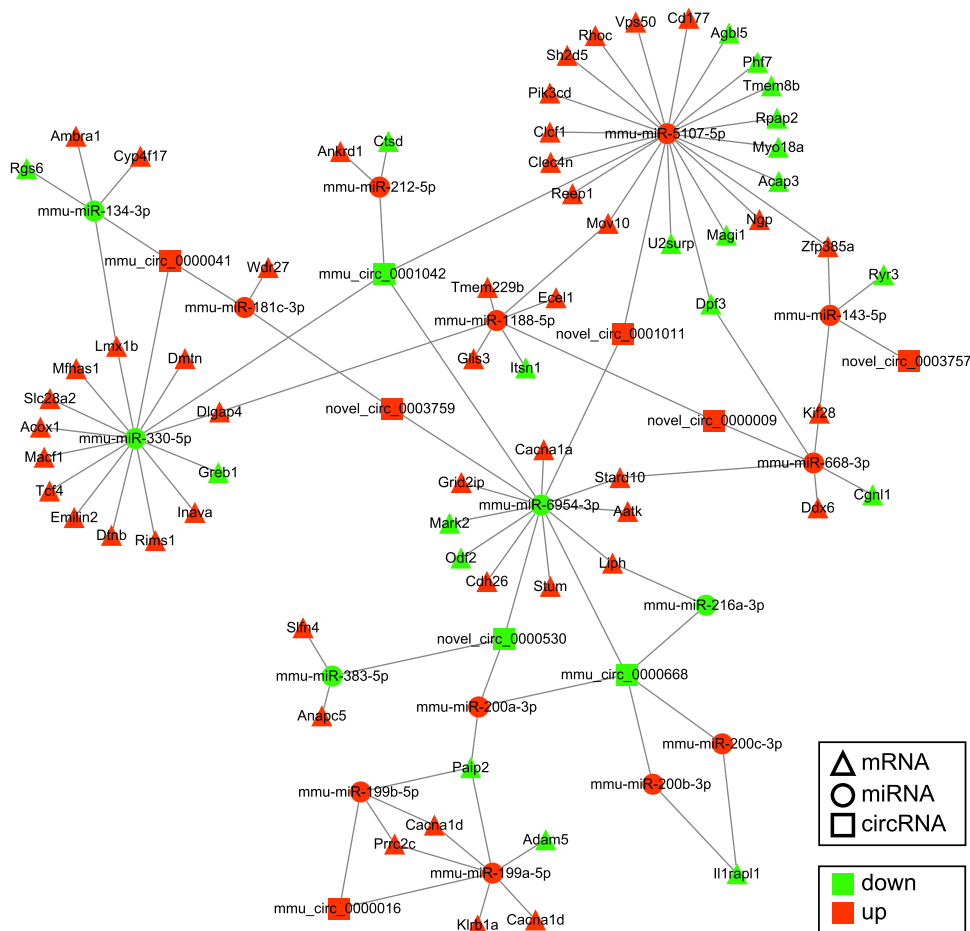 Cd177
Vps50
Agbl5
Rhoc
Sh2d5
Phf7
Tmem8b
Pik3cd
Rpap2
Clcf1
mmu-miR-5107-5p
Ambra1
Ctsd
Myo18a
Cyp4f17
Ankrd1
Clec4n
Rgs6
mmu-miR-212-5p
Acap3
Reep1
mmu-miR-134-3p
Mov10
Ngp
Magi1
U2surp
Zfp385a
mmu_circ_0000041
Wdr27
mmu_circ_0001042
Ryr3
Tmem229b
Ecel1
Dpf3
mmu-miR-181c-3p
mmu-miR-1188-5p
mmu-miR-143-5p
novel_circ_0001011
Lmx1b
Dmtn
Glis3
Itsn1
novel_circ_0003757
Mfhas1
Slc28a2
Dlgap4
novel_circ_0003759
Kif28
Acox1
novel_circ_0000009
mmu-miR-330-5p
Cacna1a
Macf1
mmu-miR-668-3p
Greb1
Stard10
Grid2ip
Tcf4
Cgnl1
mmu-miR-6954-3p
Ddx6
Aatk
Inava
Emilin2
Mark2
Dtnb
Rims1
Odf2
Liph
Cdh26
Stum
mmu-miR-216a-3p
Slfn4
novel_circ_0000530
mmu-miR-383-5p
mmu_circ_0000668
mmu-miR-200a-3p
Anapc5
mmu-miR-200c-3p
Paip2
mmu-miR-200b-3p
mmu-miR-199b-5p
Cacna1d
Prrc2c
Adam5
mmu-miR-199a-5p
Il1rapl1
mmu_circ_0000016
Klrb1a
Cacna1d
mRNA
miRNA
circRNA
down
up